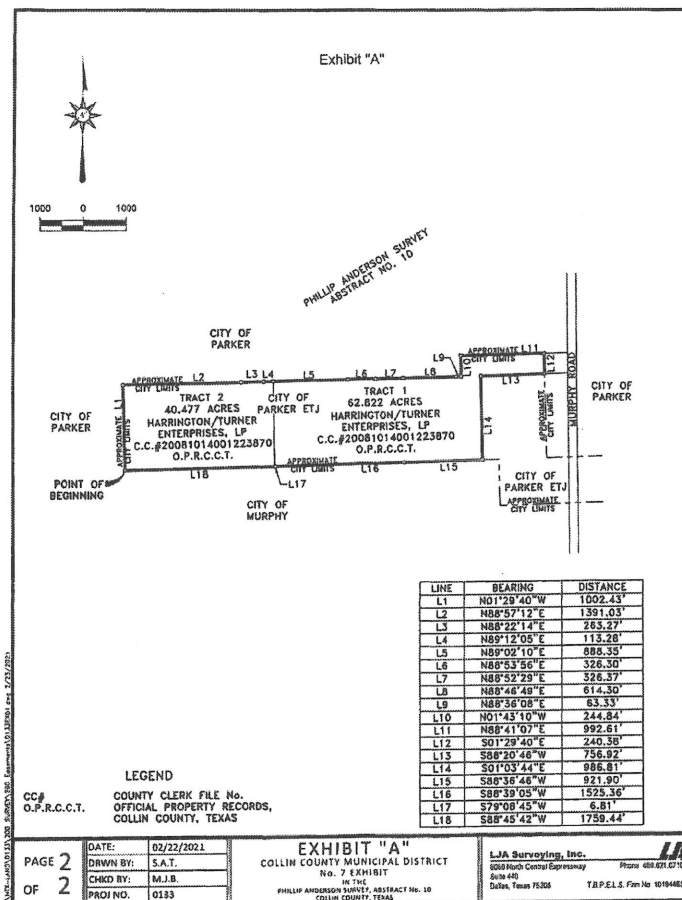 Exhibit "A"
1000 0 1000
PHILLIP ANDERSON SURVEY
ABSTRACT NO. 10
CITY OF
PARKER
APPROXIMATE
CITY LIMITS
L2
L3
L4
L5
L6
L7
L8
L9
L10
APPROXIMATE
CITY LIMITS
L11
L12
L13
MURPHY ROAD
CITY OF
PARKER
CITY OF
PARKER
L1
APPROXIMATE
CITY LIMITS
TRACT 2
40.477 ACRES
HARRINGTON/TURNER
ENTERPRISES, LP
C.C.#20081014001223870
O.P.R.C.C.T.
CITY OF
PARKER ETJ
TRACT 1
62.822 ACRES
HARRINGTON/TURNER
ENTERPRISES, LP
C.C.#20081014001223870
O.P.R.C.C.T.
L14
APPROXIMATE
CITY LIMITS
POINT OF
BEGINNING
L18
L17
APPROXIMATE
CITY LIMITS
L16
L15
CITY OF
MURPHY
CITY OF
PARKER ETJ
APPROXIMATE
CITY LIMITS
LINE BEARING DISTANCE
L1 N01°29'40"W 1002.43'
L2 N88°57'12"E 1391.03'
L3 N88°22'14"E 263.27'
L4 N89°12'05"E 113.28'
L5 N89°02'10"E 888.35'
L6 N88°53'56"E 326.30'
L7 N88°52'29"E 326.37'
L8 N88°46'49"E 614.30'
L9 N88°36'08"E 63.33'
L10 N01°43'10"W 244.84'
L11 N88°41'07"E 992.61'
L12 S01°29'40"E 240.36'
L13 S88°20'46"W 756.92'
L14 S01°03'44"E 986.81'
L15 S88°36'46"W 921.90'
L16 S88°39'05"W 1525.36'
L17 S79°08'45"W 6.81'
L18 S88°45'42"W 1759.44'
LEGEND
CC# COUNTY CLERK FILE No.
O.P.R.C.C.T. OFFICIAL PROPERTY RECORDS,
COLLIN COUNTY, TEXAS
PAGE 2
OF 2
DATE: 02/22/2021
DRWN BY: S.A.T.
CHKD BY: M.J.B.
PROJ NO. 0133
EXHIBIT "A"
COLLIN COUNTY MUNICIPAL DISTRICT
No. 7 EXHIBIT
IN THE
PHILLIP ANDERSON SURVEY, ABSTRACT No. 10
COLLIN COUNTY, TEXAS
LJA Surveying, Inc.
6060 North Central Expressway
Suite 440
Dallas, Texas 75206
Phone 469.621.0710
T.B.P.E.L.S. Firm No. 10194465